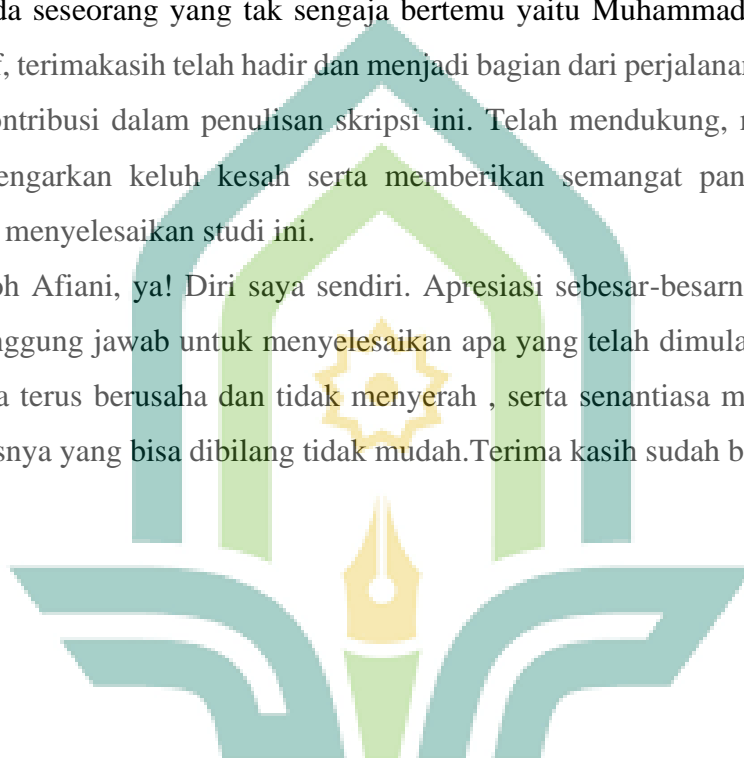 da seseorang yang tak sengaja bertemu yaitu Muhammad
f, terimakasih telah hadir dan menjadi bagian dari perjalanan
ontribusi dalam penulisan skripsi ini. Telah mendukung,
engarkan keluh kesah serta memberikan semangat pan
menyelesaikan studi ini.
oh Afiani, ya! Diri saya sendiri. Apresiasi sebesar-besarn
nggung jawab untuk menyelesaikan apa yang telah dimula
a terus berusaha dan tidak menyerah , serta senantiasa m
snya yang bisa dibilang tidak mudah.Terima kasih sudah b